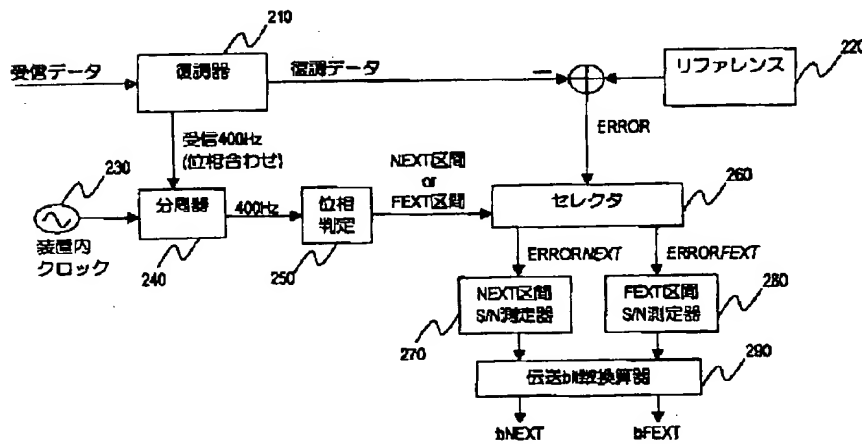 210
220
受信データ
復調器
復調データ
−
リファレンス
受信400Hz
(位相合わせ)
ERROR
230
NEXT区間
or
FEXT区間
260
分周器
400Hz
位相
判定
セレクタ
装置内
クロック
240
250
ERRORNEXT
ERRORFEXT
NEXT区間
S/N測定器
FEXT区間
S/N測定器
280
270
290
伝送bit数換算器
bNEXT
bFEXT